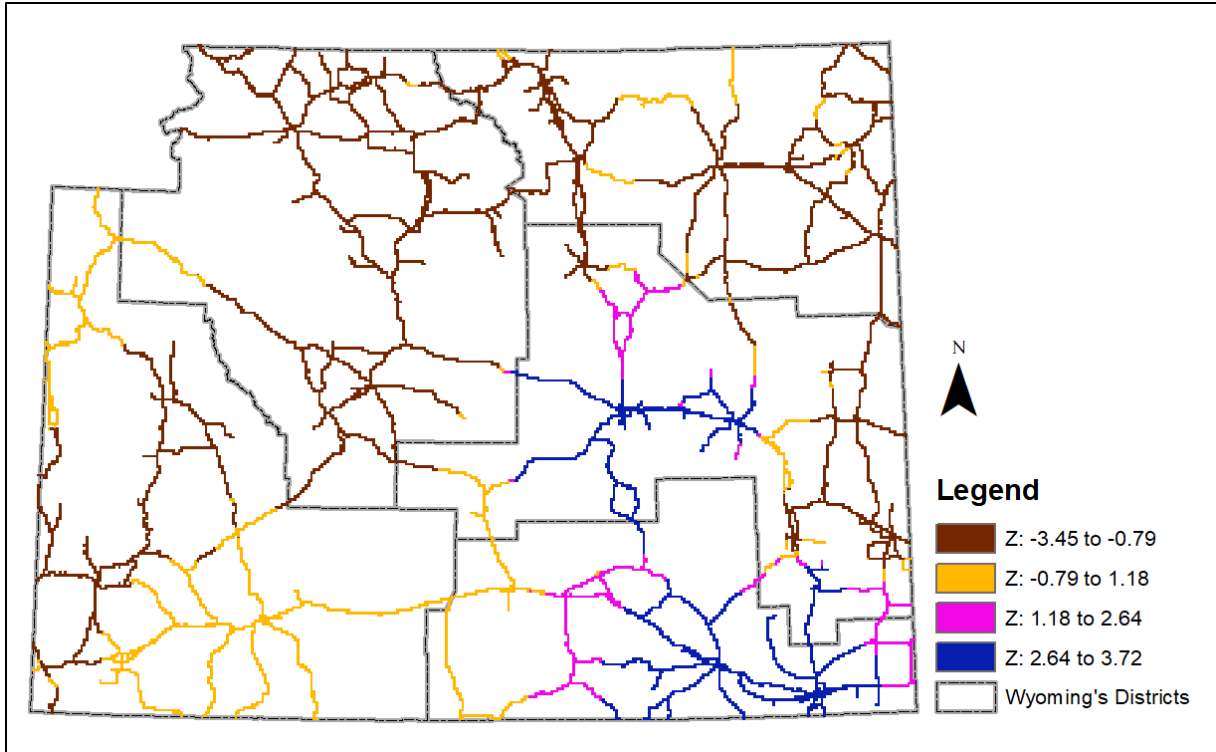 N
Legend
Z: -3.45 to -0.79
Z: -0.79 to 1.18
Z: 1.18 to 2.64
Z: 2.64 to 3.72
Wyoming's Districts